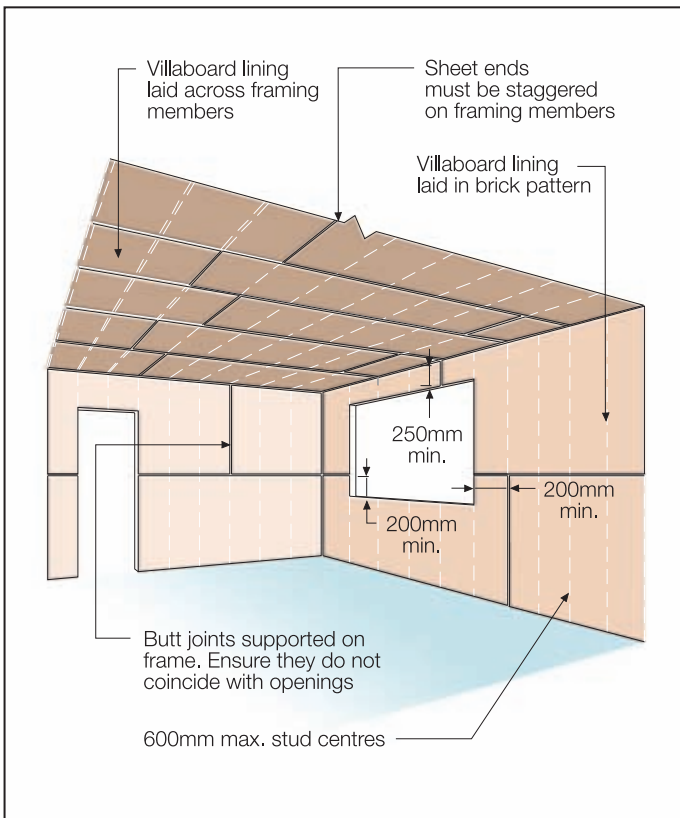 Villaboard lining
laid across framing
members
Sheet ends
must be staggered
on framing members
Villaboard lining
laid in brick pattern
250mm
min.
200mm
min.
200mm
min.
Butt joints supported on
frame. Ensure they do not
coincide with openings
600mm max. stud centres